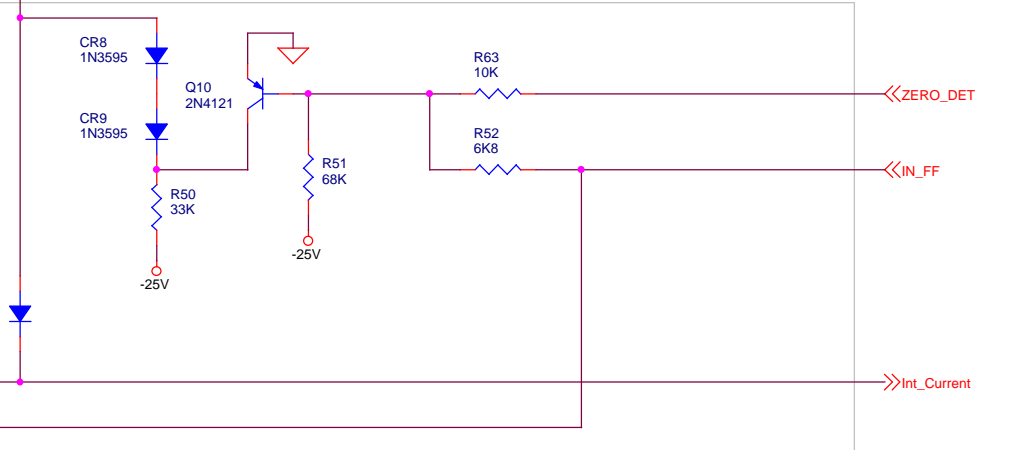 CR8
1N3595
Q10
2N4121
CR9
1N3595
R50
33K
-25V
R51
68K
-25V
R63
10K
R52
6K8
ZERO_DET
IN_FF
Int_Current